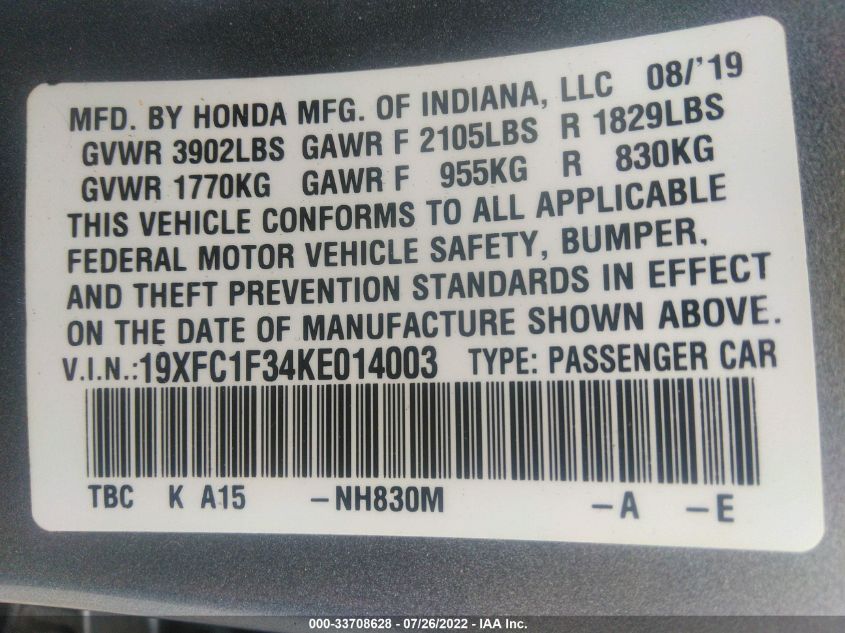 MFD. BY HONDA MFG. OF INDIANA, LLC 08/'19
GVWR 3902LBS GAWR F 2105LBS R 1829LBS
GVWR 1770KG GAWR F 955KG R 830KG
THIS VEHICLE CONFORMS TO ALL APPLICABLE
FEDERAL MOTOR VEHICLE SAFETY, BUMPER,
AND THEFT PREVENTION STANDARDS IN EFFECT
ON THE DATE OF MANUFACTURE SHOWN ABOVE.
V.I.N.:19XFC1F34KE014003 TYPE: PASSENGER CAR
TBC K A15 -NH830M -A -E
000-33708628 - 07/26/2022 - IAA Inc.